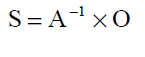 S = A⁻¹ × O